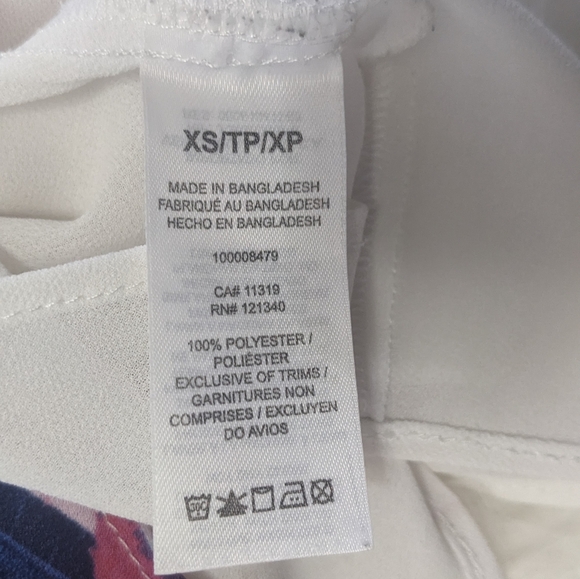 XS/TP/XP
MADE IN BANGLADESH
FABRIQUÉ AU BANGLADESH
HECHO EN BANGLADESH
100008479
CA# 11319
RN# 121340
100% POLYESTER /
POLIÉSTER
EXCLUSIVE OF TRIMS /
GARNITURES NON
COMPRISES / EXCLUYEN
DO AVIOS
30C